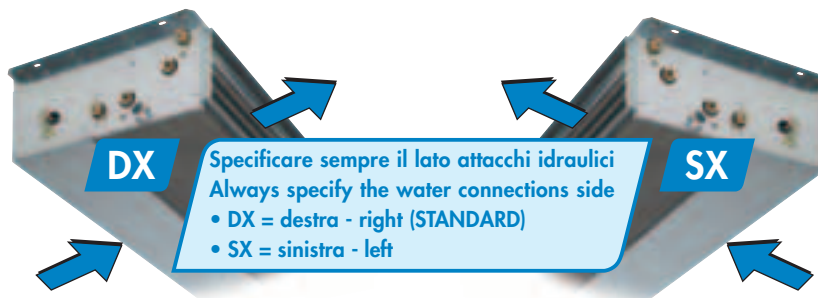 DX
Specificare sempre il lato attacchi idraulici
Always specify the water connections side
• DX = destra - right (STANDARD)
• SX = sinistra - left
SX